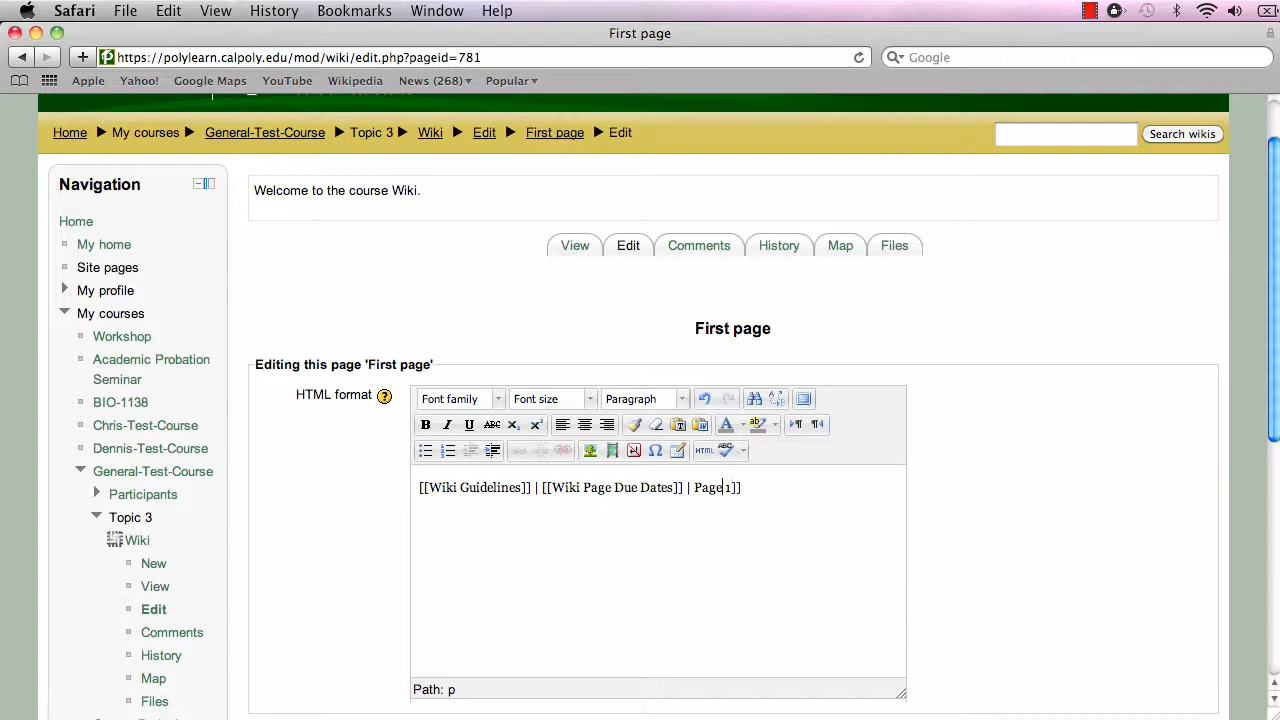 Safari File Edit View History Bookmarks Window Help
First page
https://polylearn.calpoly.edu/mod/wiki/edit.php?pageid=781
Google
Apple Yahoo! Google Maps YouTube Wikipedia News (268) Popular
Home My courses General-Test-Course Topic 3 Wiki Edit First page Edit
Search wikis
Navigation
Home
My home
Site pages
My profile
My courses
Workshop
Academic Probation
Seminar
BIO-1138
Chris-Test-Course
Dennis-Test-Course
General-Test-Course
Participants
Topic 3
Wiki
New
View
Edit
Comments
History
Map
Files
Welcome to the course Wiki.
View Edit Comments History Map Files
First page
Editing this page 'First page'
HTML format
Font family Font size Paragraph
B I U ABC x₂ x²
HTML ABC
[[Wiki Guidelines]] | [[Wiki Page Due Dates]] | Page 1]]
Path: p